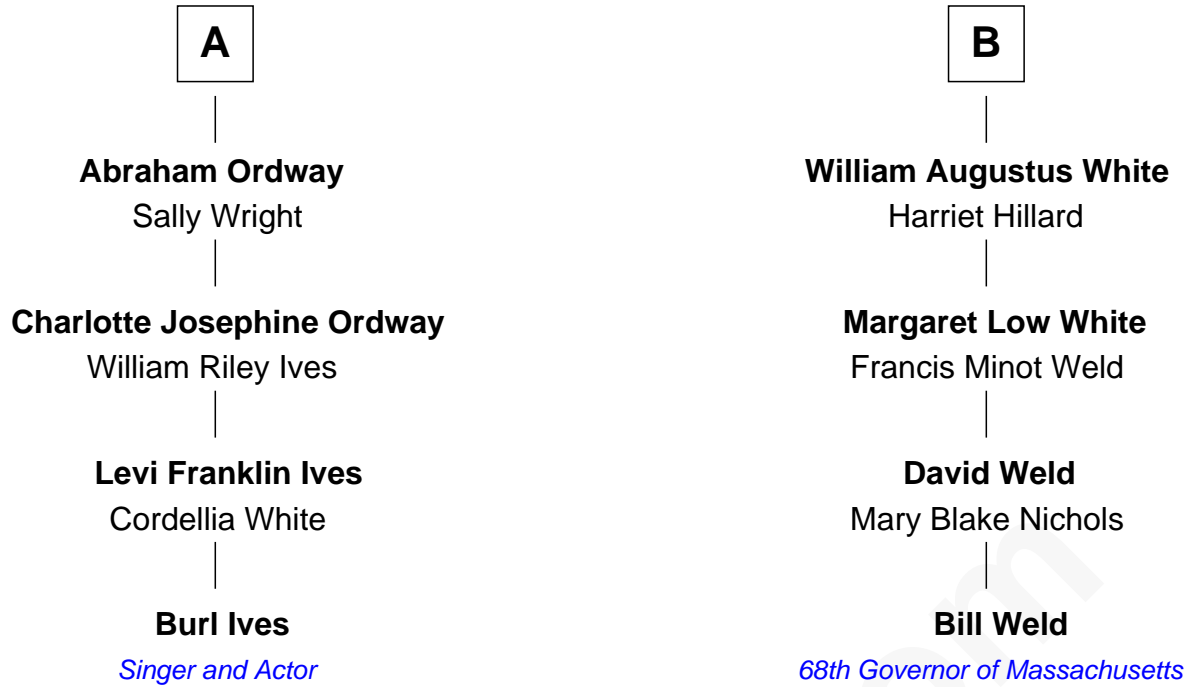 A
Abraham Ordway
Sally Wright
Charlotte Josephine Ordway
William Riley Ives
Levi Franklin Ives
Cordellia White
Burl Ives
Singer and Actor
B
William Augustus White
Harriet Hillard
Margaret Low White
Francis Minot Weld
David Weld
Mary Blake Nichols
Bill Weld
68th Governor of Massachusetts